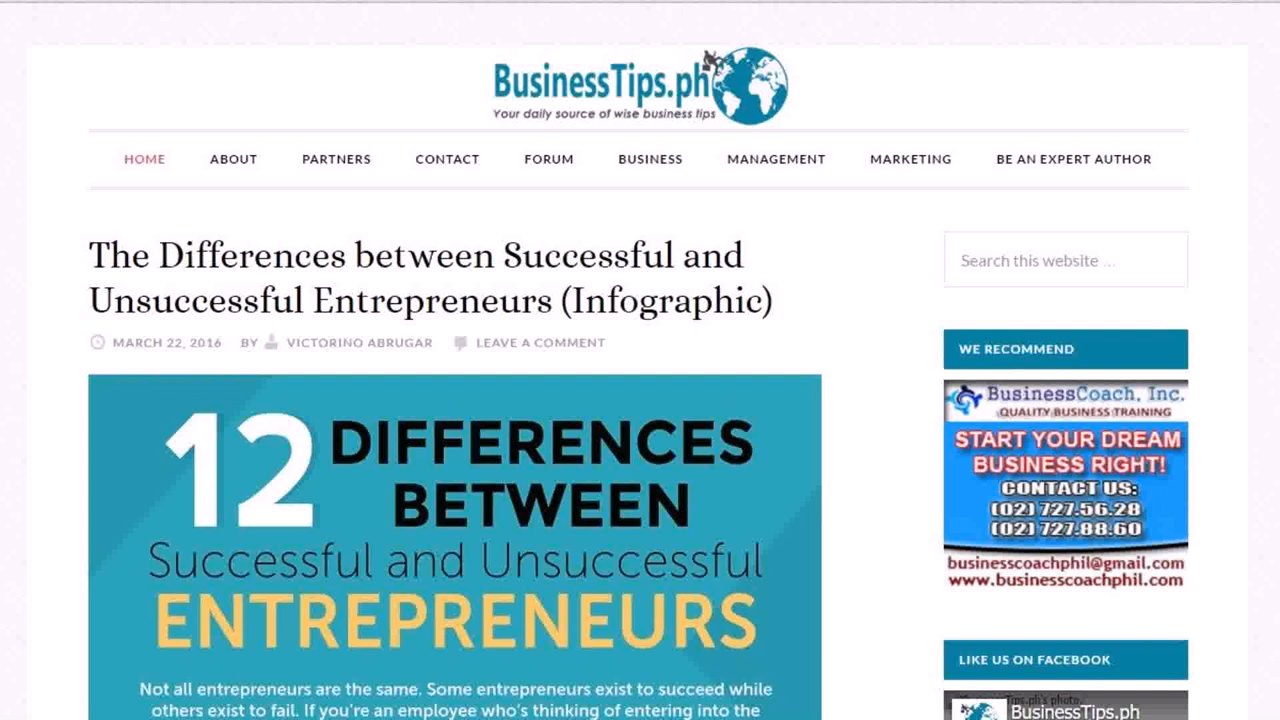 BusinessTips.ph
Your daily source of wise business tips
HOME ABOUT PARTNERS CONTACT FORUM BUSINESS MANAGEMENT MARKETING BE AN EXPERT AUTHOR
The Differences between Successful and
Unsuccessful Entrepreneurs (Infographic)
MARCH 22, 2016 BY VICTORINO ABRUGAR LEAVE A COMMENT
12 DIFFERENCES
BETWEEN
Successful and Unsuccessful
ENTREPRENEURS
Not all entrepreneurs are the same. Some entrepreneurs exist to succeed while
others exist to fail. If you're an employee who's thinking of entering into the
Search this website ...
WE RECOMMEND
BusinessCoach, Inc.
QUALITY BUSINESS TRAINING
START YOUR DREAM
BUSINESS RIGHT!
CONTACT US:
(02) 727.56.28
(02) 727.88.60
businesscoachphil@gmail.com
www.businesscoachphil.com
LIKE US ON FACEBOOK
BusinessTips.ph's photo.
BusinessTips.ph